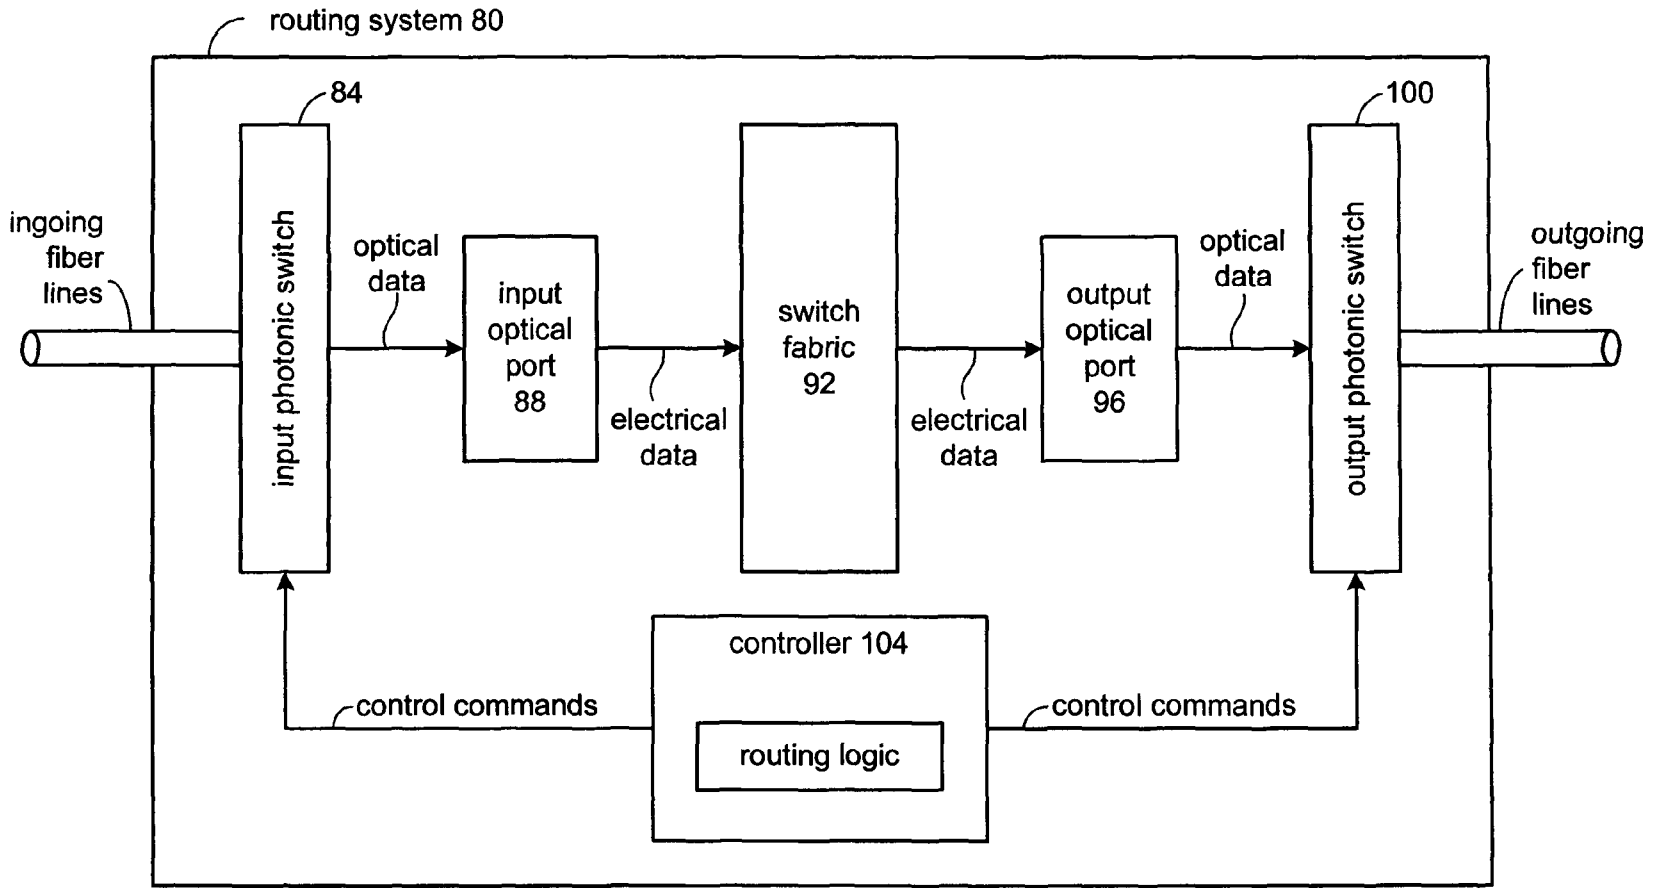 routing system 80
84
100
ingoing
fiber
lines
input photonic switch
optical
data
input
optical
port
88
electrical
data
switch
fabric
92
electrical
data
output
optical
port
96
optical
data
output photonic switch
outgoing
fiber
lines
controller 104
routing logic
control commands
control commands